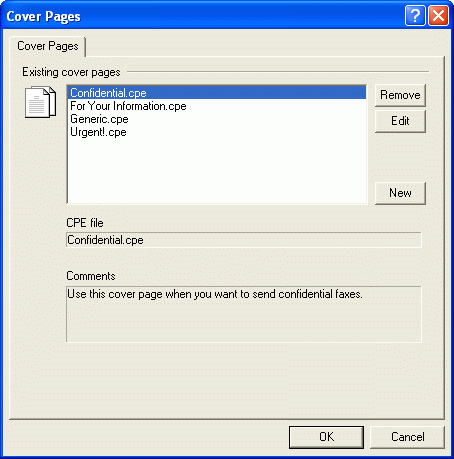 Cover Pages
Cover Pages
Existing cover pages
Confidential.cpe
For Your Information.cpe
Generic.cpe
Urgent!.cpe
Remove
Edit
New
CPE file
Confidential.cpe
Comments
Use this cover page when you want to send confidential faxes.
OK
Cancel